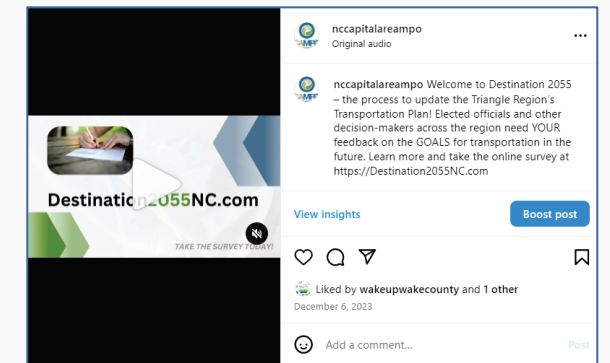 nccapitalareampo
Original audio
nccapitalareampo Welcome to Destination 2055
– the process to update the Triangle Region's
Transportation Plan! Elected officials and other
decision-makers across the region need YOUR
feedback on the GOALS for transportation in the
future. Learn more and take the online survey at
https://Destination2055NC.com
Destination2055NC.com
TAKE THE SURVEY TODAY!
View insights
Boost post
Liked by wakeupwakecounty and 1 other
December 6, 2023
Add a comment...
Post